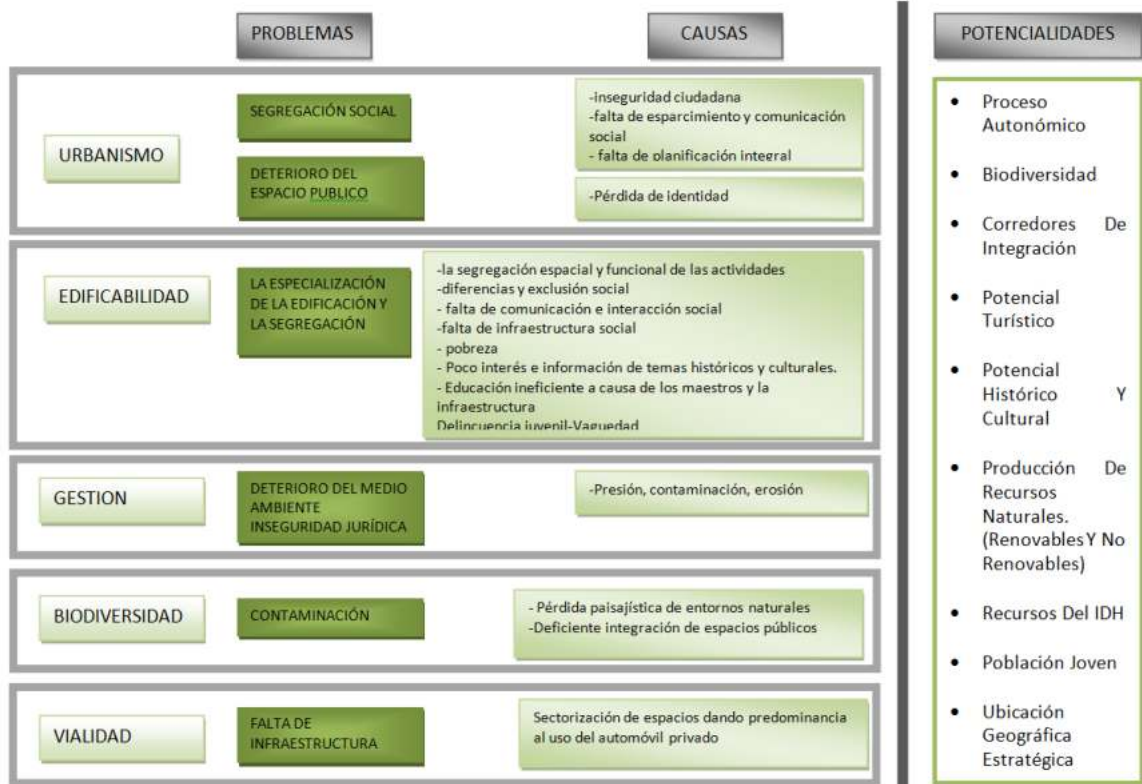 PROBLEMAS
CAUSAS
POTENCIALIDADES
URBANISMO
SEGREGACIÓN SOCIAL
-inseguridad ciudadana
-falta de esparcimiento y comunicación
social
- falta de planificación integral
DETERIORO DEL
ESPACIO PUBLICO
-Pérdida de identidad
EDIFICABILIDAD
LA ESPECIALIZACIÓN
DE LA EDIFICACIÓN Y
LA SEGREGACIÓN
-la segregación espacial y funcional de las actividades
-diferencias y exclusión social
- falta de comunicación e interacción social
-falta de infraestructura social
- pobreza
- Poco interés e información de temas históricos y culturales.
- Educación ineficiente a causa de los maestros y la
infraestructura
Delincuencia juvenil-Vaguedad
GESTION
DETERIORO DEL MEDIO
AMBIENTE
INSEGURIDAD JURÍDICA
-Presión, contaminación, erosión
BIODIVERSIDAD
CONTAMINACIÓN
- Pérdida paisajística de entornos naturales
-Deficiente integración de espacios públicos
VIALIDAD
FALTA DE
INFRAESTRUCTURA
Sectorización de espacios dando predominancia
al uso del automóvil privado
• Proceso
Autonómico
• Biodiversidad
• Corredores De
Integración
• Potencial
Turístico
• Potencial
Histórico Y
Cultural
• Producción De
Recursos
Naturales.
(Renovables Y No
Renovables)
• Recursos Del IDH
• Población Joven
• Ubicación
Geográfica
Estratégica